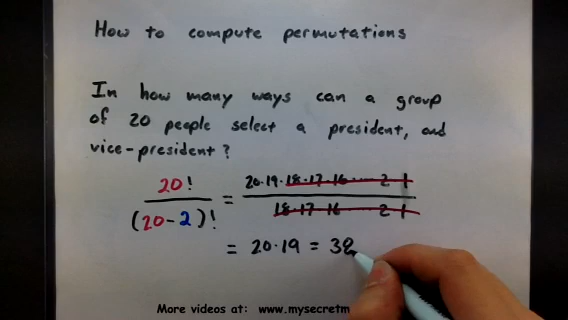 How to compute permutations
In how many ways can a group
of 20 people select a president, and
vice-president?
20! / (20-2)! = 20·19·18·17·16·...·2·1 / 18·17·16 ... 2·1
= 20·19 = 38
More videos at: www.mysecretm